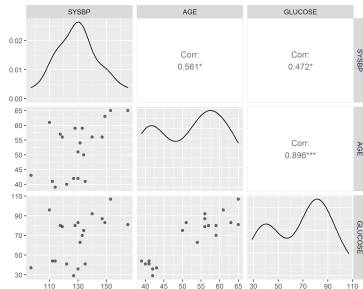 SYSBP AGE GLUCOSE
0.02
0.01
0.00
Corr:
0.561*
Corr:
0.472*
SYSBP
65
60
55
50
45
40
Corr:
0.896***
AGE
110
90
70
50
30
GLUCOSE
110 130 150
40 45 50 55 60 65
30 50 70 90 110